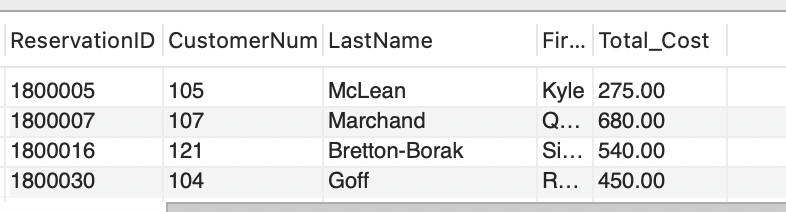 ReservationID CustomerNum LastName Fir... Total_Cost
1800005 105 McLean Kyle 275.00
1800007 107 Marchand Q... 680.00
1800016 121 Bretton-Borak Si... 540.00
1800030 104 Goff R... 450.00